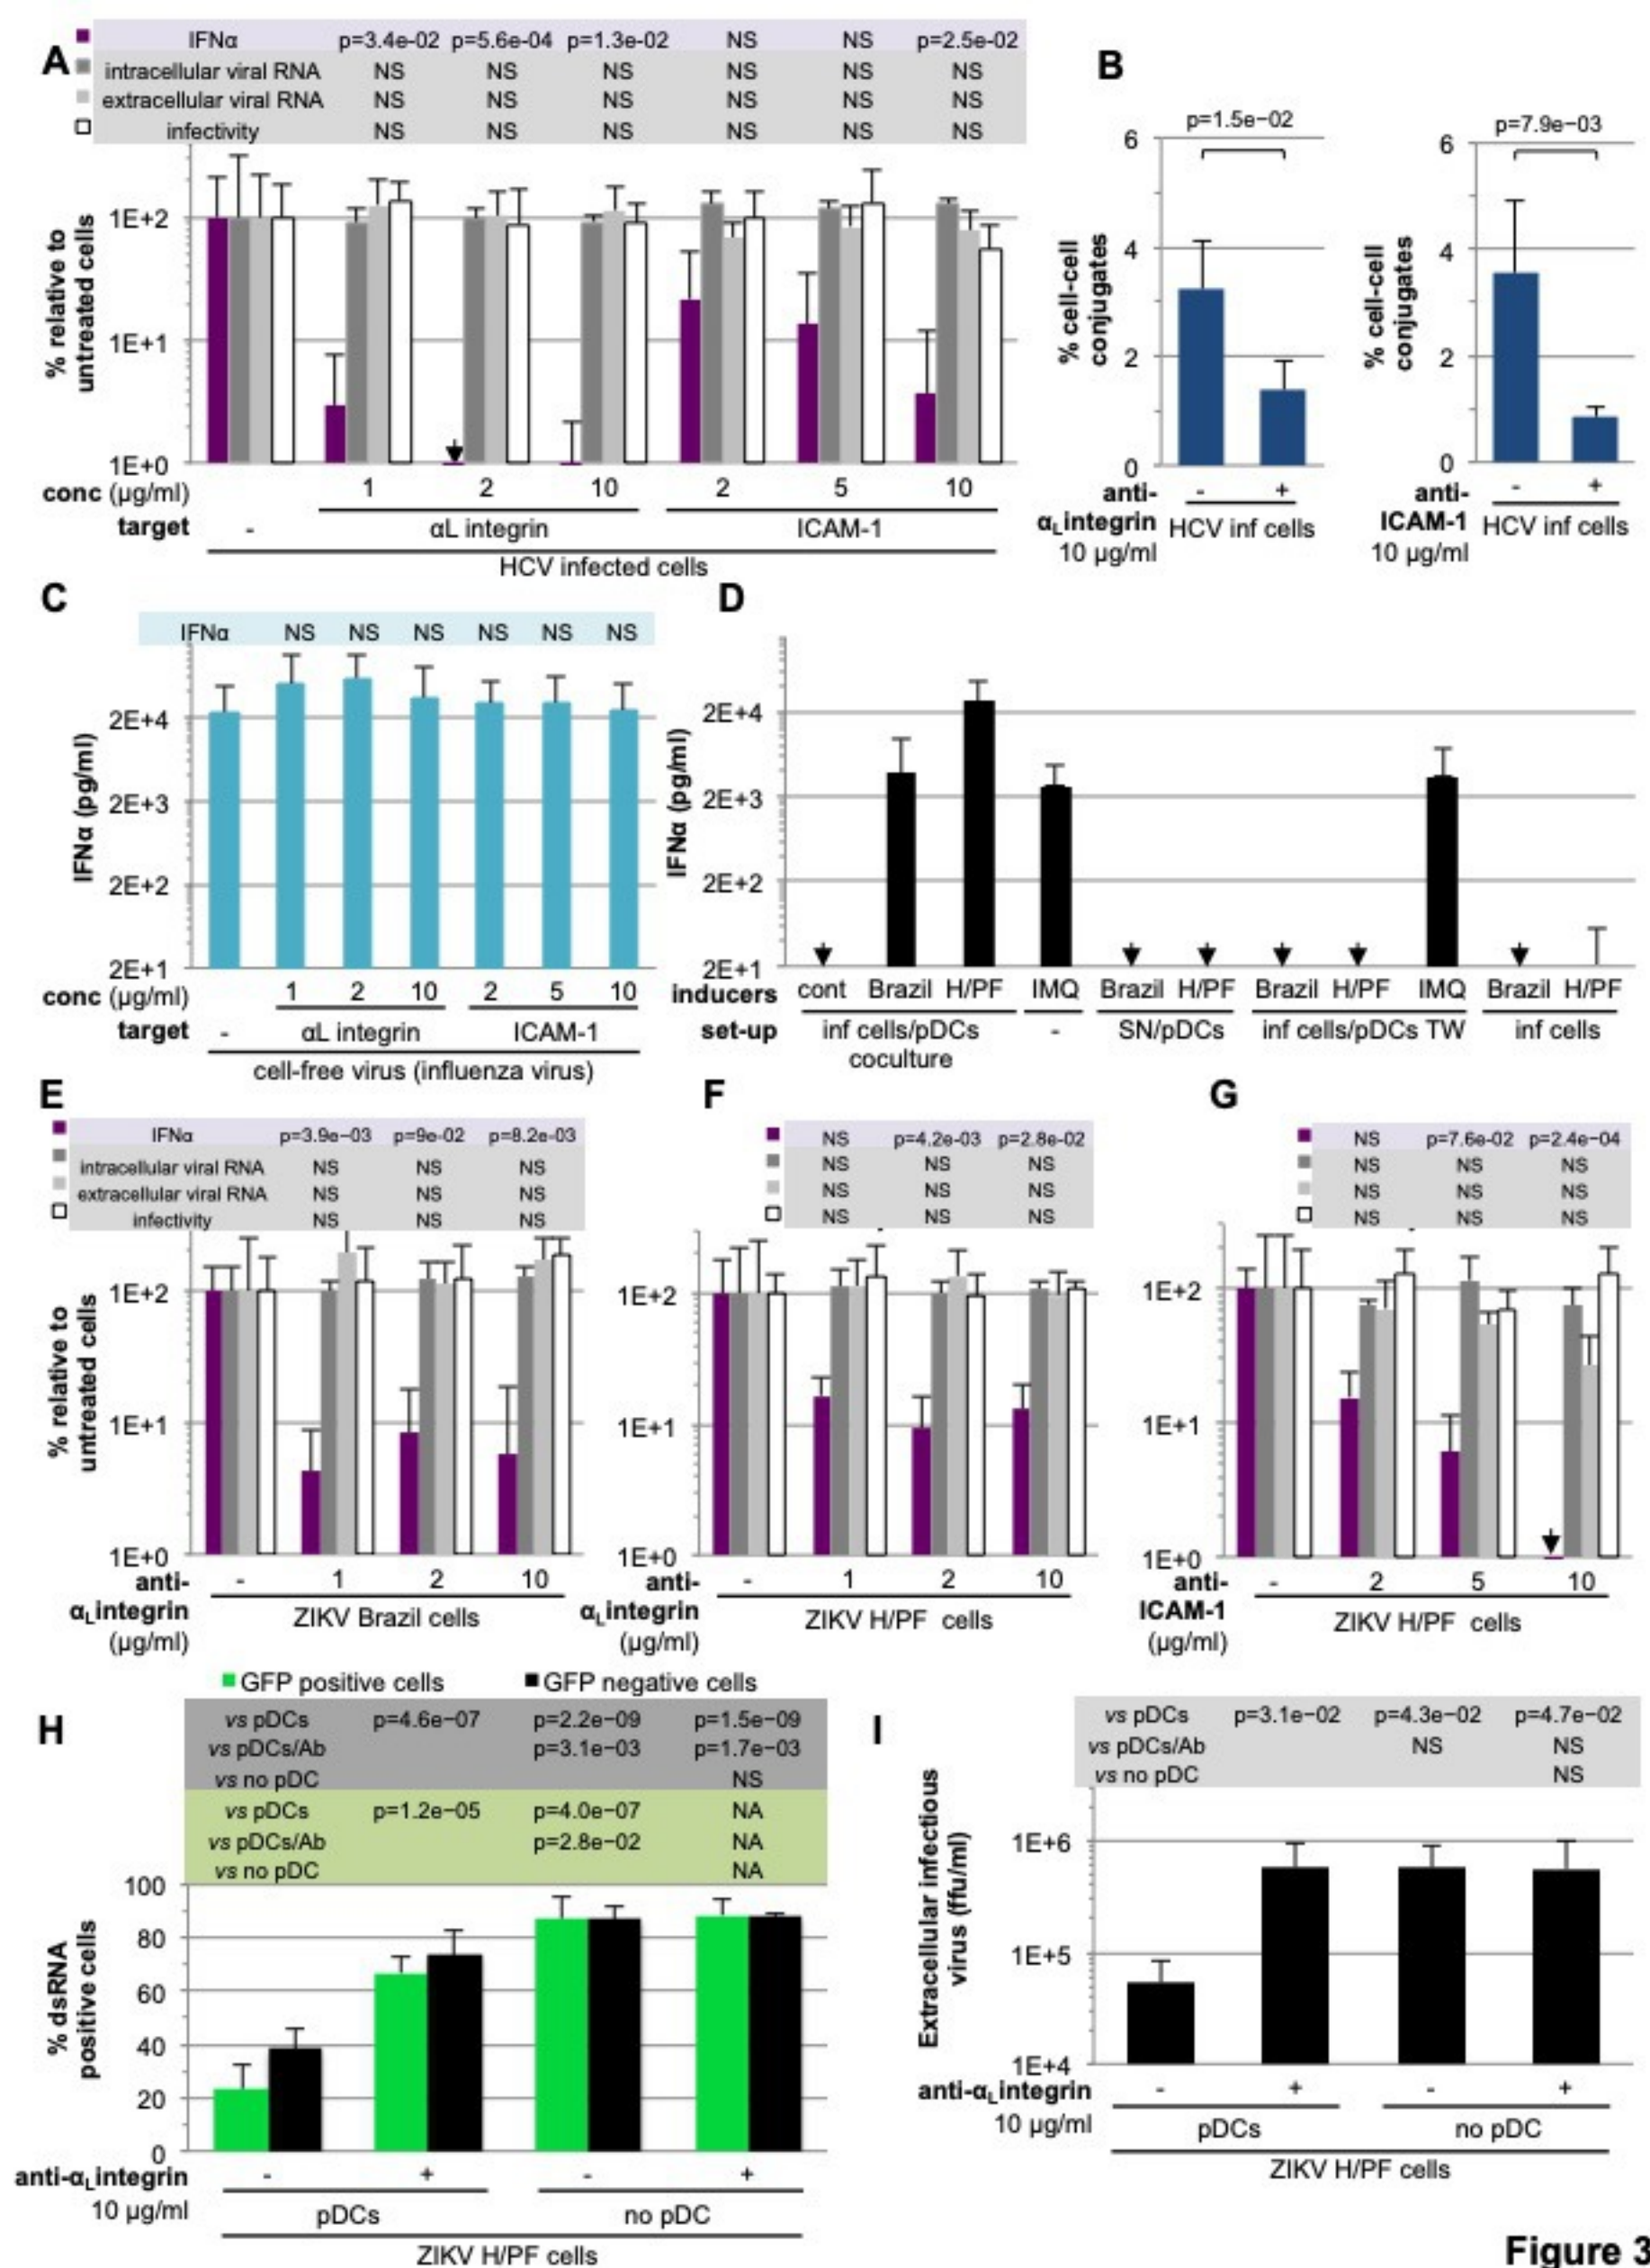 A
IFNα p=3.4e-02 p=5.6e-04 p=1.3e-02 NS NS p=2.5e-02
intracellular viral RNA NS NS NS NS NS NS
extracellular viral RNA NS NS NS NS NS NS
infectivity NS NS NS NS NS NS
% relative to
untreated cells
1E+2
1E+1
1E+0
conc (µg/ml) 1 2 10 2 5 10
target - αL integrin ICAM-1
HCV infected cells
B
p=1.5e−02
% cell-cell
conjugates
6
4
2
0
anti- - +
αLintegrin HCV inf cells
10 µg/ml
p=7.9e−03
% cell-cell
conjugates
6
4
2
0
anti- - +
ICAM-1 HCV inf cells
10 µg/ml
C
IFNα NS NS NS NS NS NS
IFNα (pg/ml)
2E+4
2E+3
2E+2
2E+1
conc (µg/ml) 1 2 10 2 5 10
target - αL integrin ICAM-1
cell-free virus (influenza virus)
D
IFNα (pg/ml)
2E+4
2E+3
2E+2
2E+1
inducers cont Brazil H/PF IMQ Brazil H/PF Brazil H/PF IMQ Brazil H/PF
set-up inf cells/pDCs - SN/pDCs inf cells/pDCs TW inf cells
coculture
E
IFNα p=3.9e−03 p=9e-02 p=8.2e-03
intracellular viral RNA NS NS NS
extracellular viral RNA NS NS NS
infectivity NS NS NS
% relative to
untreated cells
1E+2
1E+1
1E+0
anti- - 1 2 10
αLintegrin ZIKV Brazil cells
(µg/ml)
F
NS p=4.2e-03 p=2.8e-02
NS NS NS
NS NS NS
NS NS NS
1E+2
1E+1
1E+0
anti- - 1 2 10
αLintegrin ZIKV H/PF cells
(µg/ml)
G
NS p=7.6e-02 p=2.4e−04
NS NS NS
NS NS NS
NS NS NS
1E+2
1E+1
1E+0
anti- - 2 5 10
ICAM-1 ZIKV H/PF cells
(µg/ml)
H
GFP positive cells GFP negative cells
vs pDCs p=4.6e−07 p=2.2e−09 p=1.5e−09
vs pDCs/Ab p=3.1e−03 p=1.7e−03
vs no pDC NS
vs pDCs p=1.2e−05 p=4.0e−07 NA
vs pDCs/Ab p=2.8e−02 NA
vs no pDC NA
% dsRNA
positive cells
100
80
60
40
20
0
anti-αLintegrin - + - +
10 µg/ml pDCs no pDC
ZIKV H/PF cells
I
vs pDCs p=3.1e−02 p=4.3e−02 p=4.7e−02
vs pDCs/Ab NS NS
vs no pDC NS
Extracellular infectious
virus (ffu/ml)
1E+6
1E+5
1E+4
anti-αLintegrin - + - +
10 µg/ml pDCs no pDC
ZIKV H/PF cells
Figure 3